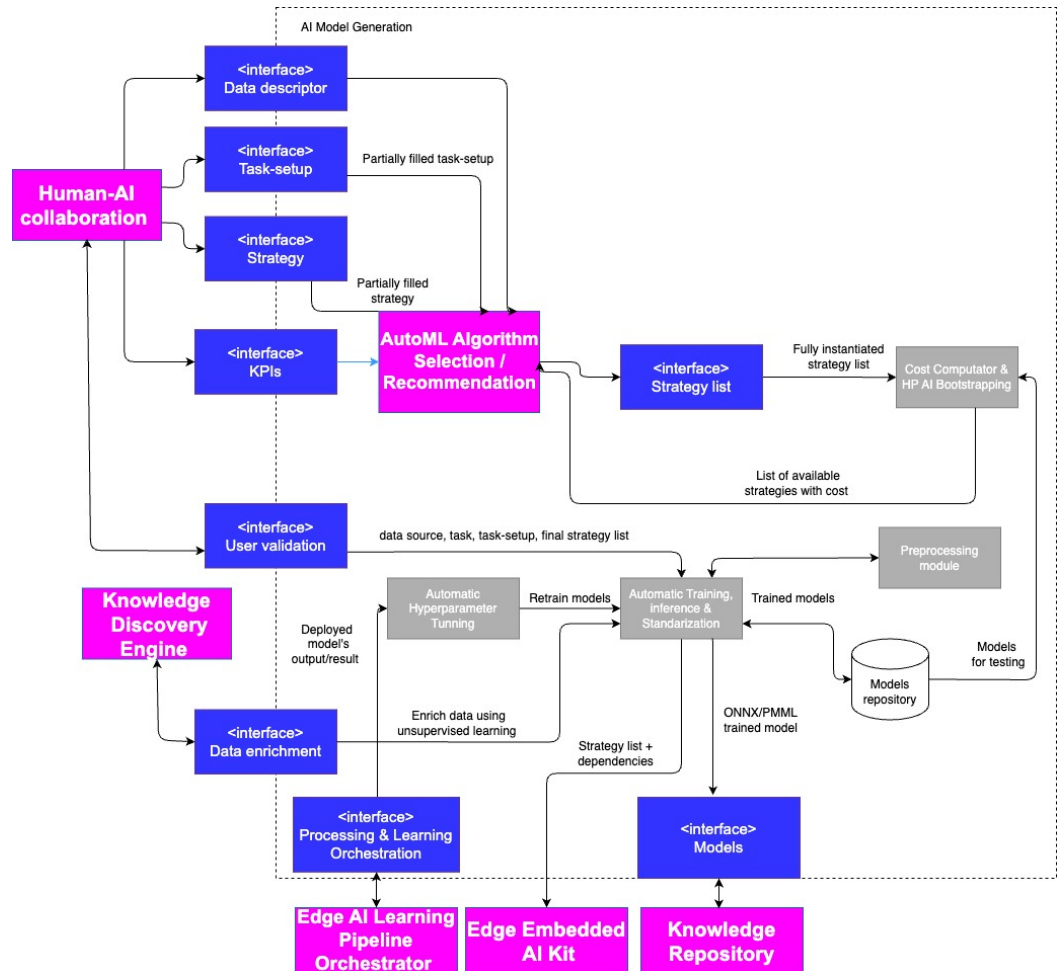 AI Model Generation
<interface>
Data descriptor
<interface>
Task-setup
Partially filled task-setup
Human-AI
collaboration
<interface>
Strategy
Partially filled
strategy
<interface>
KPIs
AutoML Algorithm
Selection /
Recommendation
<interface>
Strategy list
Fully instantiated
strategy list
Cost Computator &
HP AI Bootstrapping
List of available
strategies with cost
<interface>
User validation
data source, task, task-setup, final strategy list
Preprocessing
module
Knowledge
Discovery
Engine
Deployed
model's
output/result
Automatic
Hyperparameter
Tunning
Retrain models
Automatic Training,
inference &
Standarization
Trained models
Models
repository
Models
for testing
<interface>
Data enrichment
Enrich data using
unsupervised learning
Strategy list +
dependencies
ONNX/PMML
trained model
<interface>
Processing & Learning
Orchestration
<interface>
Models
Edge AI Learning
Pipeline
Orchestrator
Edge Embedded
AI Kit
Knowledge
Repository